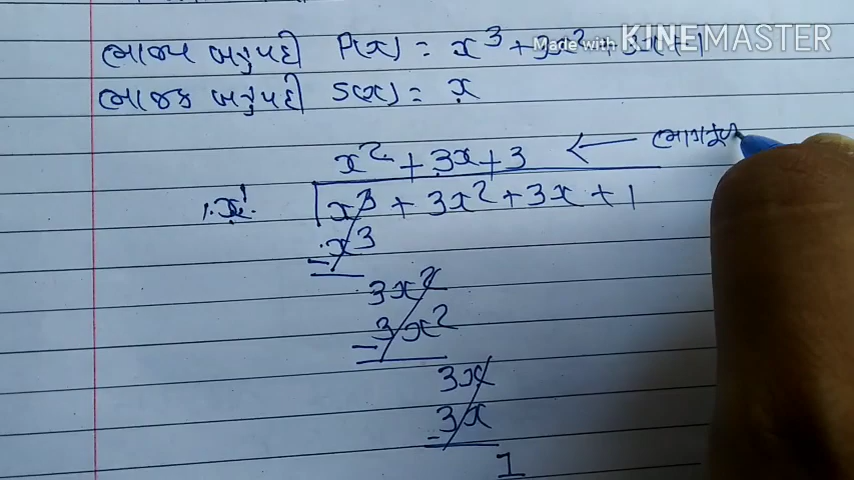 ભાજ્ય બહુપદી P(x) = x³ + 3x² + 3x + 1
Made with KINEMASTER
ભાજક બહુપદી S(x) = x
x² + 3x + 3 ← ભાગફળ
x¹ x³ + 3x² + 3x + 1
x³
−
3x²
3x²
−
3x
3x
-
1